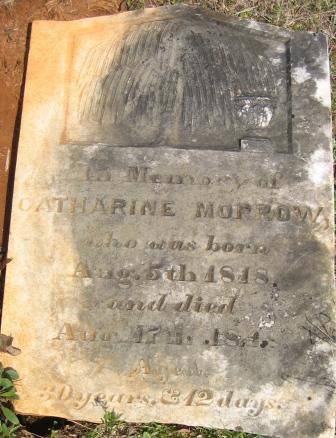 In Memory of
CATHARINE MORROW,
who was born
Aug. 5th 1818,
and died
Aug. 17th, 184
Aged
30 years, & 12 days.